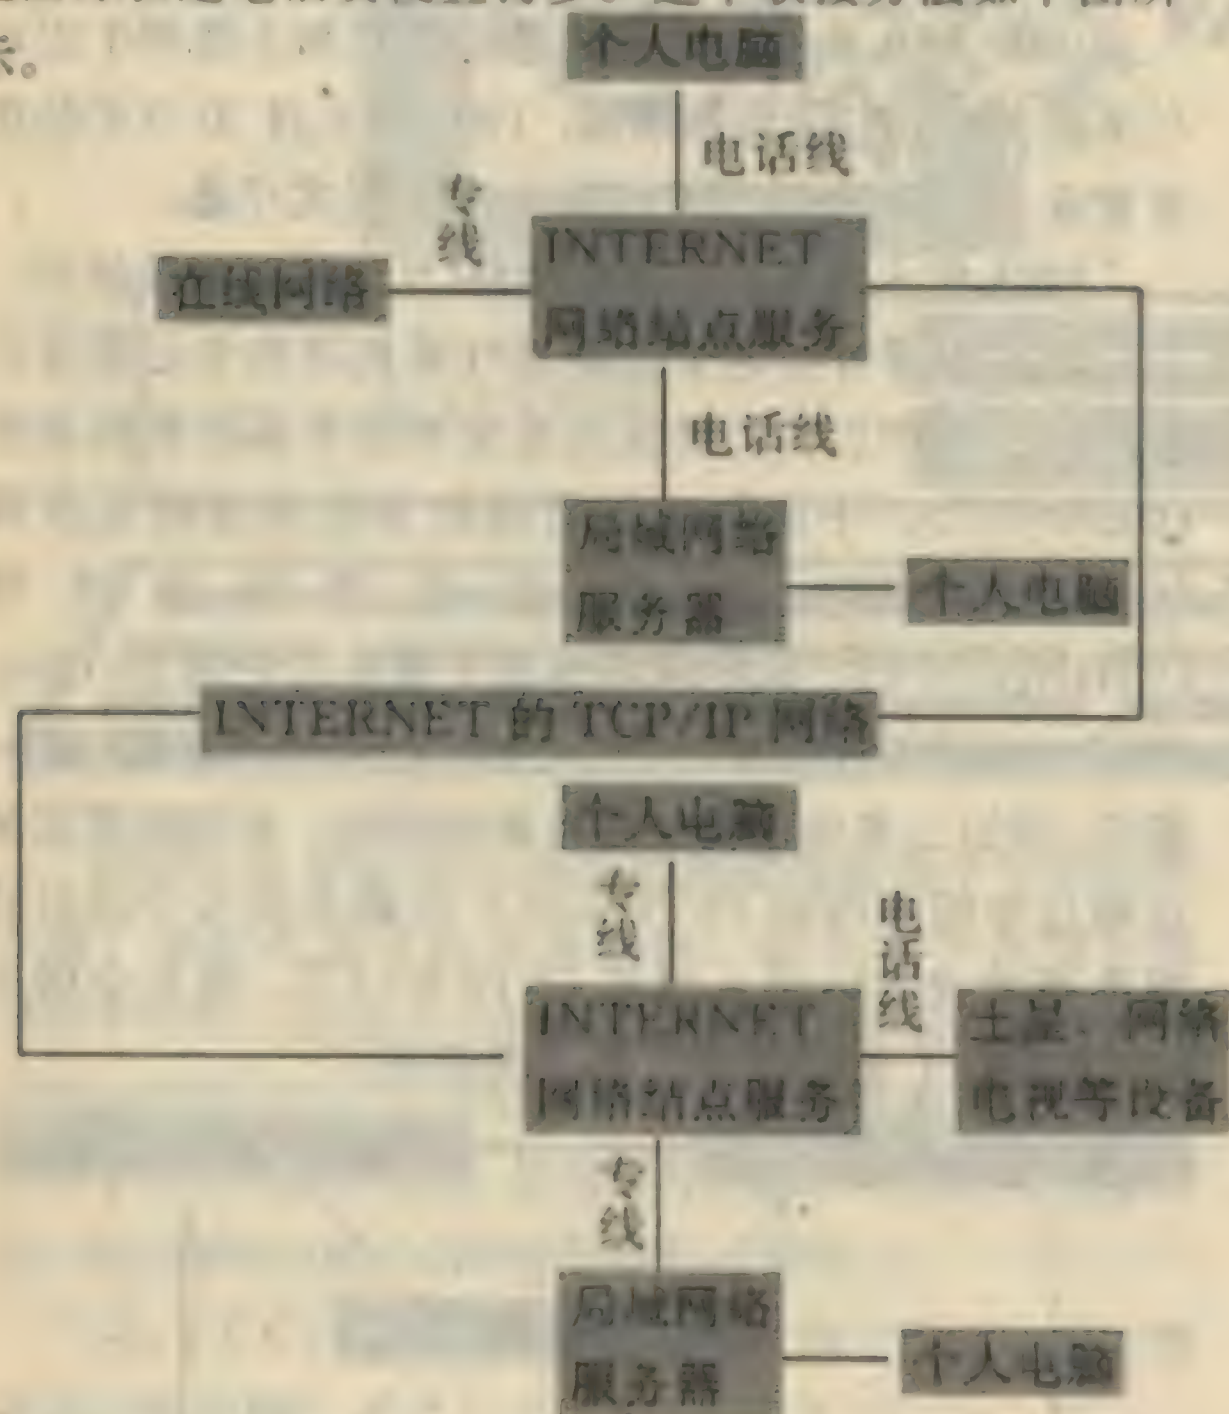 示。
个人电脑
电话线
专线
在线网络
INTERNET
网络站点服务
电话线
局域网络
服务器
个人电脑
INTERNET 的 TCP/IP 网络
个人电脑
专线
电话线
INTERNET
网络站点服务
土星、网络
电视等设备
专线
局域网络
服务器
个人电脑